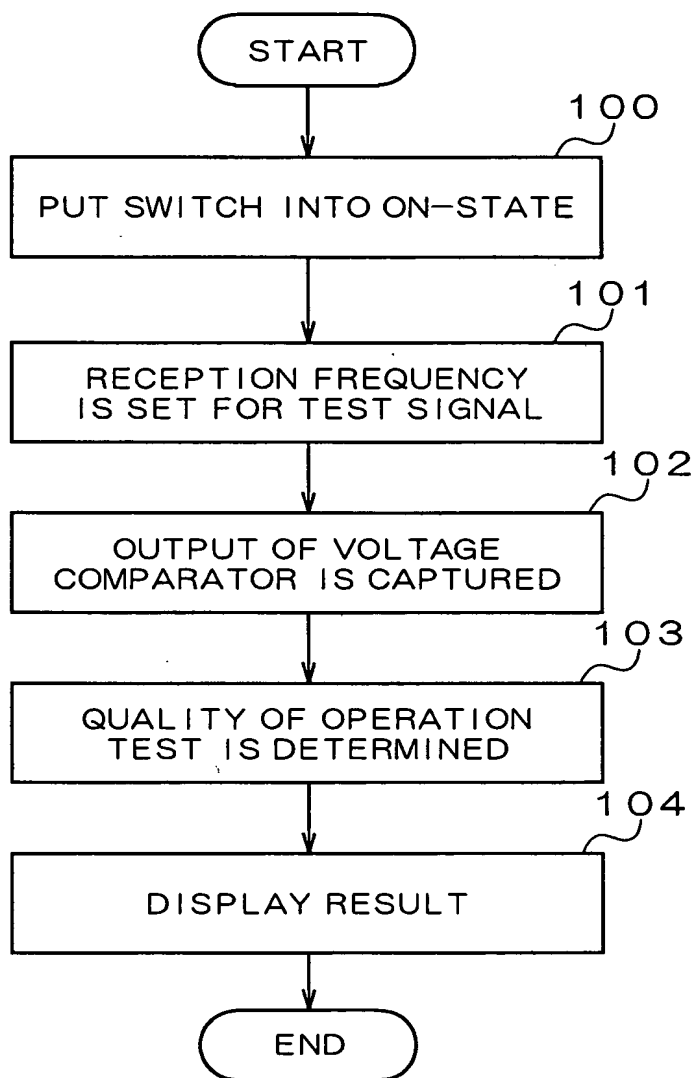 START
100
PUT SWITCH INTO ON-STATE
101
RECEPTION FREQUENCY
IS SET FOR TEST SIGNAL
102
OUTPUT OF VOLTAGE
COMPARATOR IS CAPTURED
103
QUALITY OF OPERATION
TEST IS DETERMINED
104
DISPLAY RESULT
END